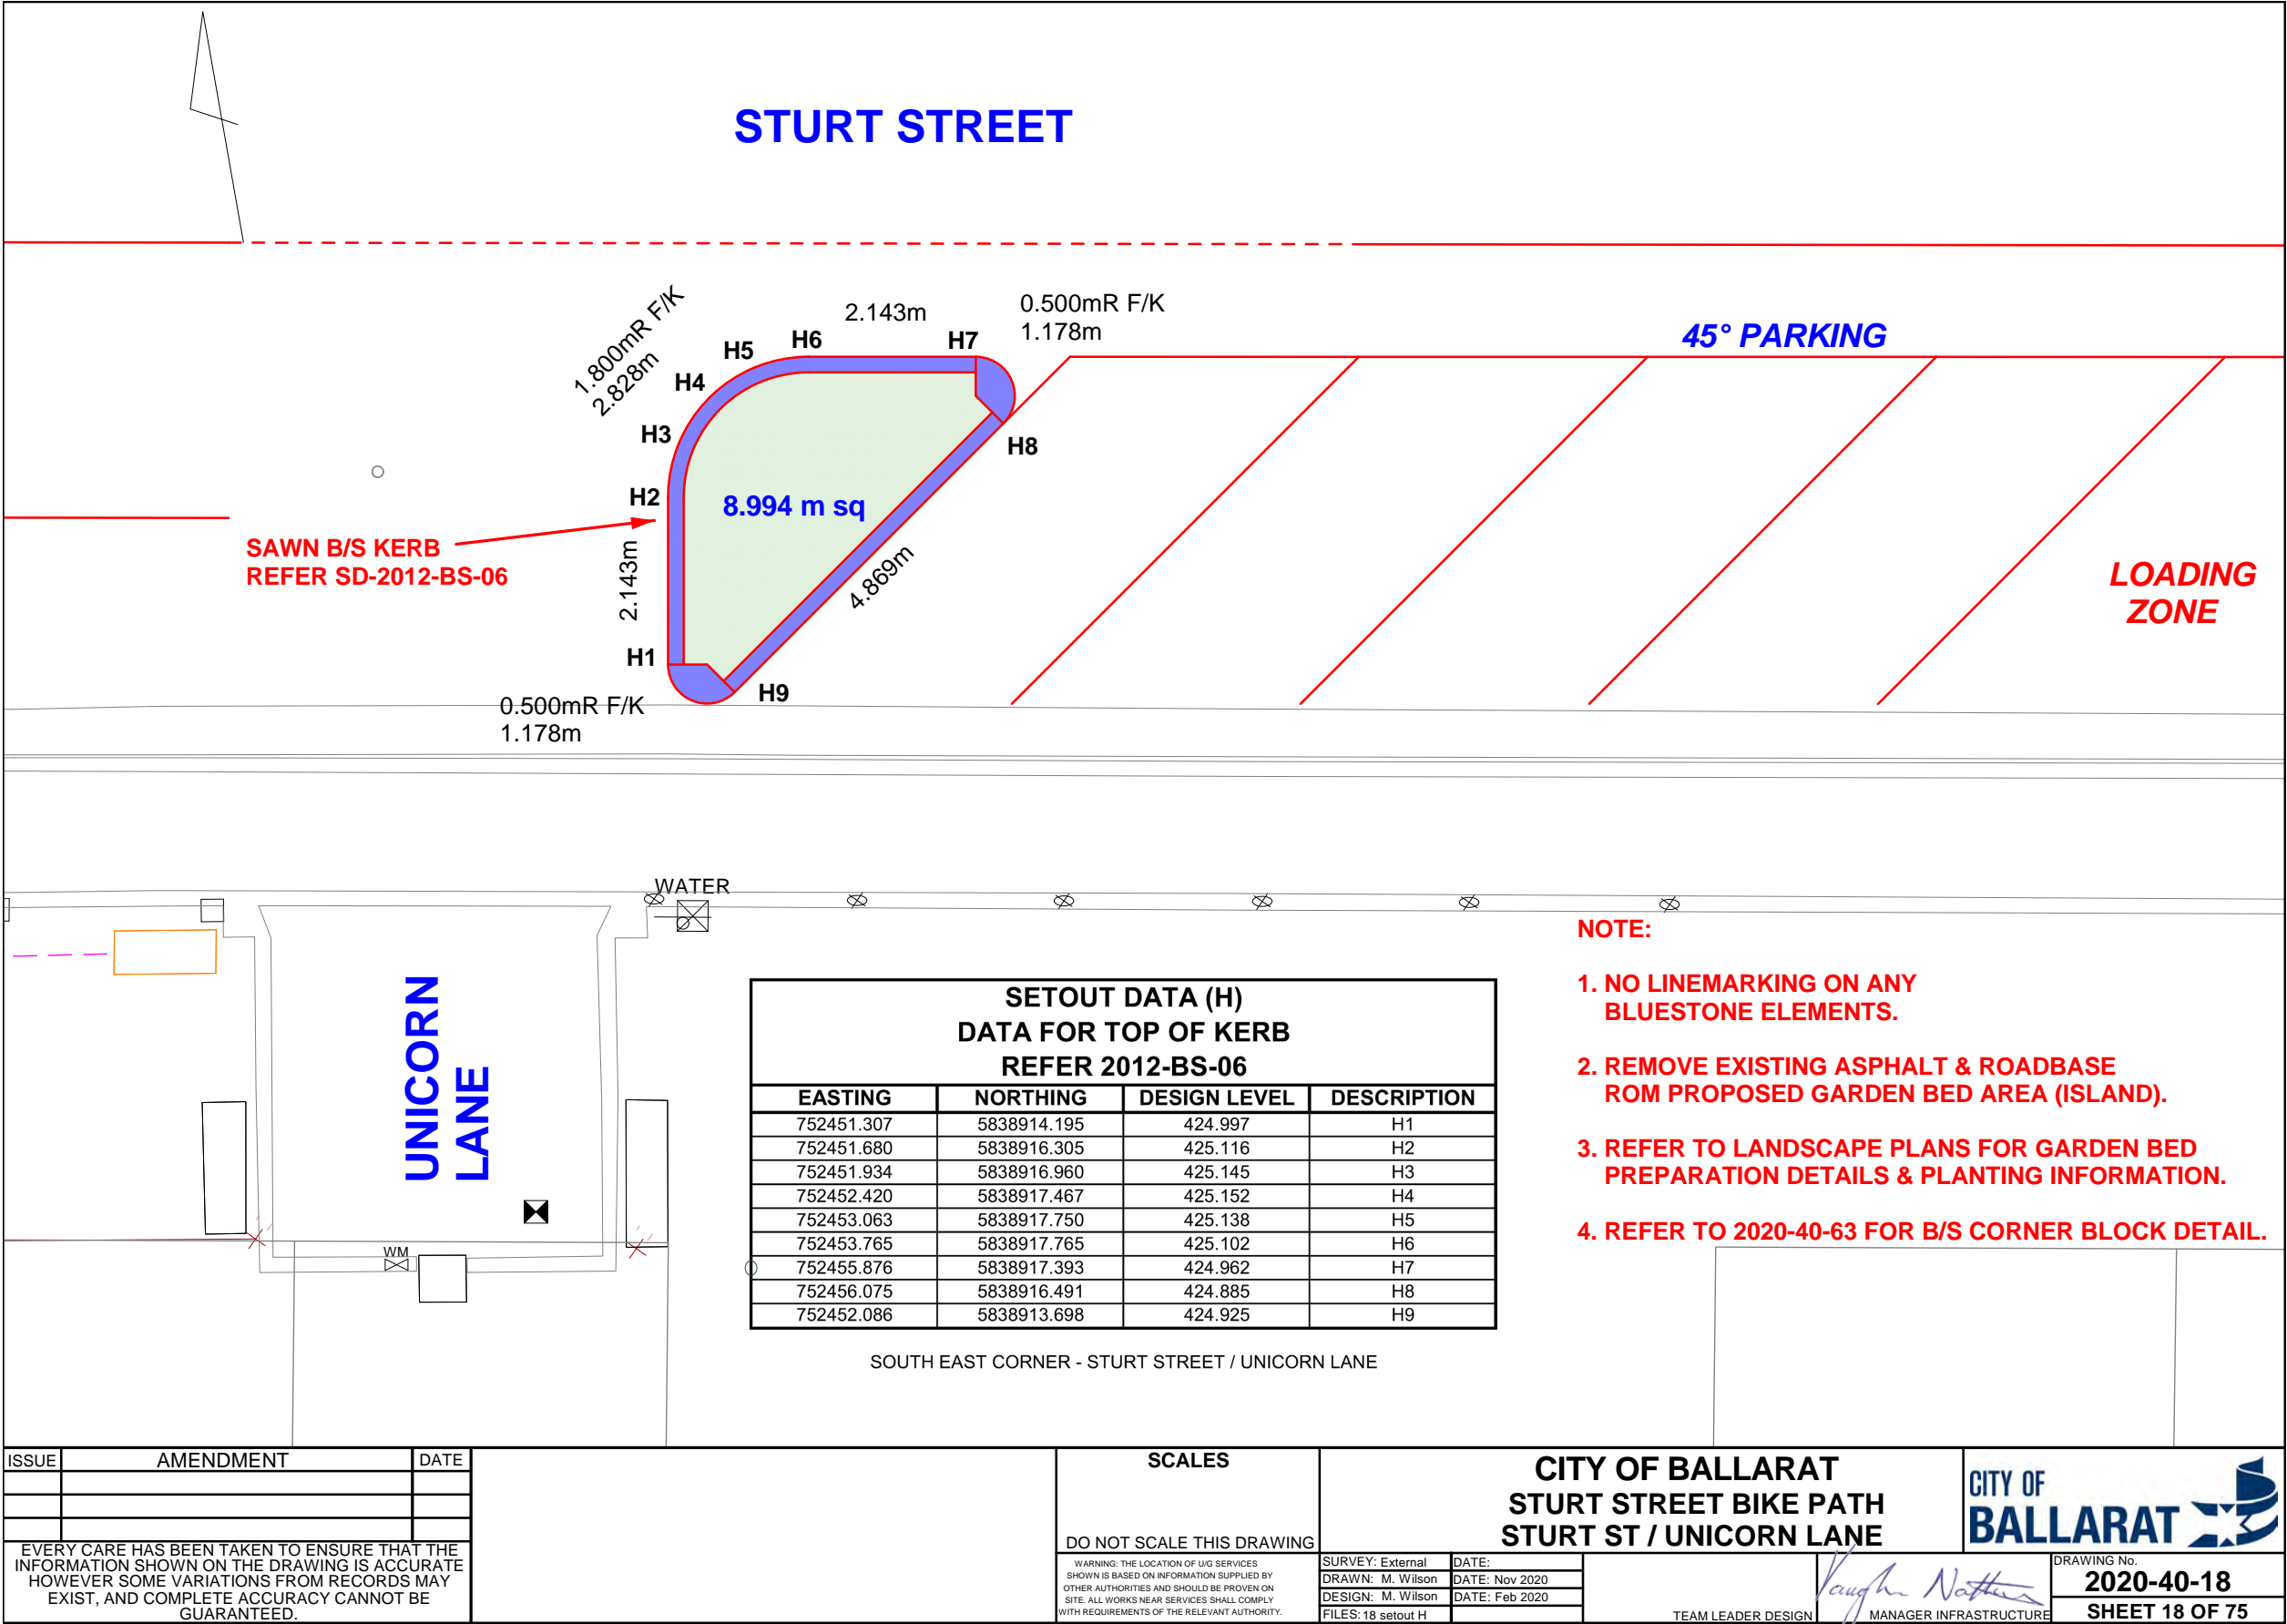 STURT STREET
1.800mR F/K
2.828m
2.143m
0.500mR F/K
1.178m
H5
H6
H7
H4
H3
H8
H2
45° PARKING
8.994 m sq
SAWN B/S KERB
REFER SD-2012-BS-06
2.143m
4.869m
LOADING
ZONE
H1
H9
0.500mR F/K
1.178m
WATER
UNICORN
LANE
WM
SETOUT DATA (H)
DATA FOR TOP OF KERB
REFER 2012-BS-06
EASTING NORTHING DESIGN LEVEL DESCRIPTION
752451.307 5838914.195 424.997 H1
752451.680 5838916.305 425.116 H2
752451.934 5838916.960 425.145 H3
752452.420 5838917.467 425.152 H4
752453.063 5838917.750 425.138 H5
752453.765 5838917.765 425.102 H6
752455.876 5838917.393 424.962 H7
752456.075 5838916.491 424.885 H8
752452.086 5838913.698 424.925 H9
SOUTH EAST CORNER - STURT STREET / UNICORN LANE
NOTE:
1. NO LINEMARKING ON ANY
BLUESTONE ELEMENTS.
2. REMOVE EXISTING ASPHALT & ROADBASE
ROM PROPOSED GARDEN BED AREA (ISLAND).
3. REFER TO LANDSCAPE PLANS FOR GARDEN BED
PREPARATION DETAILS & PLANTING INFORMATION.
4. REFER TO 2020-40-63 FOR B/S CORNER BLOCK DETAIL.
ISSUE AMENDMENT DATE
EVERY CARE HAS BEEN TAKEN TO ENSURE THAT THE
INFORMATION SHOWN ON THE DRAWING IS ACCURATE
HOWEVER SOME VARIATIONS FROM RECORDS MAY
EXIST, AND COMPLETE ACCURACY CANNOT BE
GUARANTEED.
SCALES
DO NOT SCALE THIS DRAWING
WARNING: THE LOCATION OF U/G SERVICES
SHOWN IS BASED ON INFORMATION SUPPLIED BY
OTHER AUTHORITIES AND SHOULD BE PROVEN ON
SITE. ALL WORKS NEAR SERVICES SHALL COMPLY
WITH REQUIREMENTS OF THE RELEVANT AUTHORITY.
CITY OF BALLARAT
STURT STREET BIKE PATH
STURT ST / UNICORN LANE
SURVEY: External DATE:
DRAWN: M. Wilson DATE: Nov 2020
DESIGN: M. Wilson DATE: Feb 2020
FILES: 18 setout H
TEAM LEADER DESIGN
Vaughn
MANAGER INFRASTRUCTURE
CITY OF
BALLARAT
DRAWING No.
2020-40-18
SHEET 18 OF 75